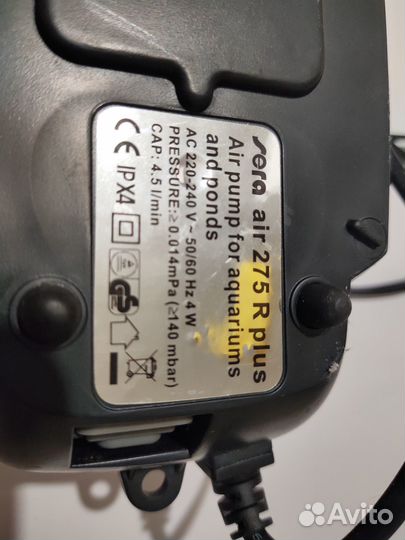 sera air 275 R plus
Air pump for aquariums
and ponds
AC 220-240 V ~ 50/60 Hz 4 W
PRESSURE:≥ 0.014mPa (≥140 mbar)
CAP: 4.5 l/min
CE IPX4
GS
Avito